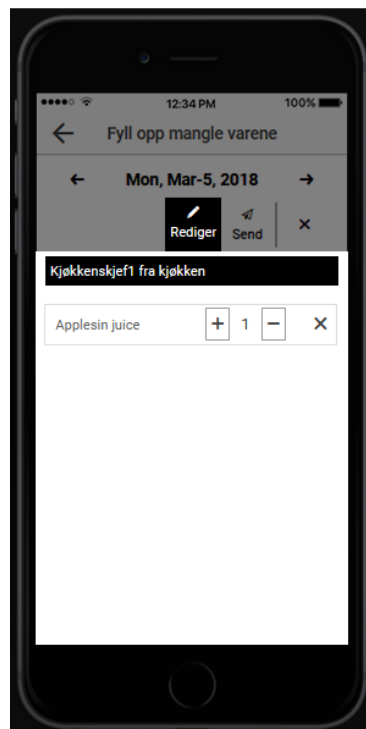 12:34 PM 100%
Fyll opp mangle varene
Mon, Mar-5, 2018
Rediger Send
Kjøkkenskjef1 fra kjøkken
Applesin juice + 1 −